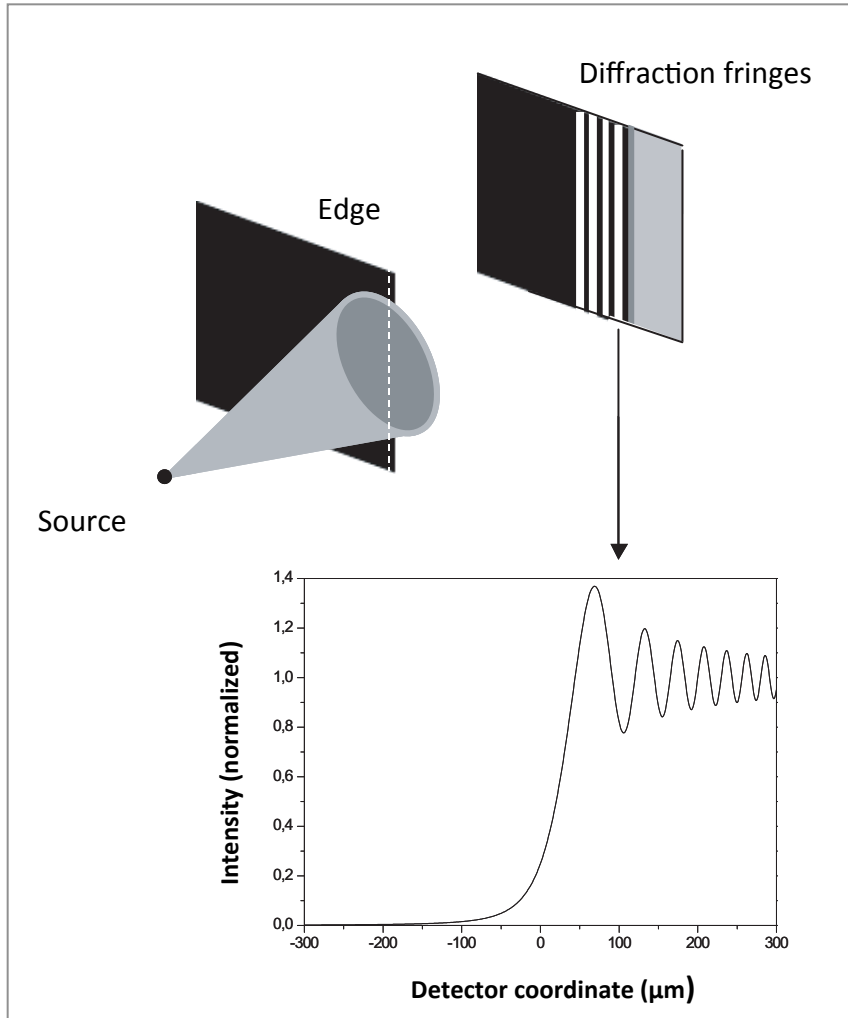 Diffraction fringes
Edge
Source
1,4
1,2
1,0
0,8
0,6
0,4
0,2
0,0
-300 -200 -100 0 100 200 300
Intensity (normalized)
Detector coordinate (µm)